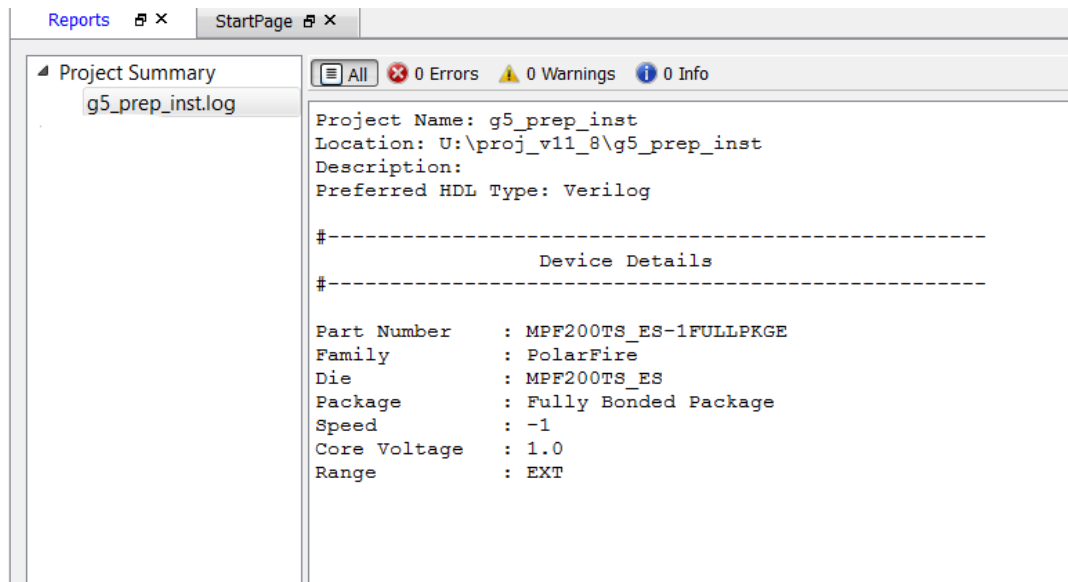 Reports
StartPage
Project Summary
g5_prep_inst.log
All 0 Errors 0 Warnings 0 Info
Project Name: g5_prep_inst
Location: U:\proj_v11_8\g5_prep_inst
Description:
Preferred HDL Type: Verilog
#-----------------------------------------------------
Device Details
#-----------------------------------------------------
Part Number : MPF200TS_ES-1FULLPKGE
Family : PolarFire
Die : MPF200TS_ES
Package : Fully Bonded Package
Speed : -1
Core Voltage : 1.0
Range : EXT